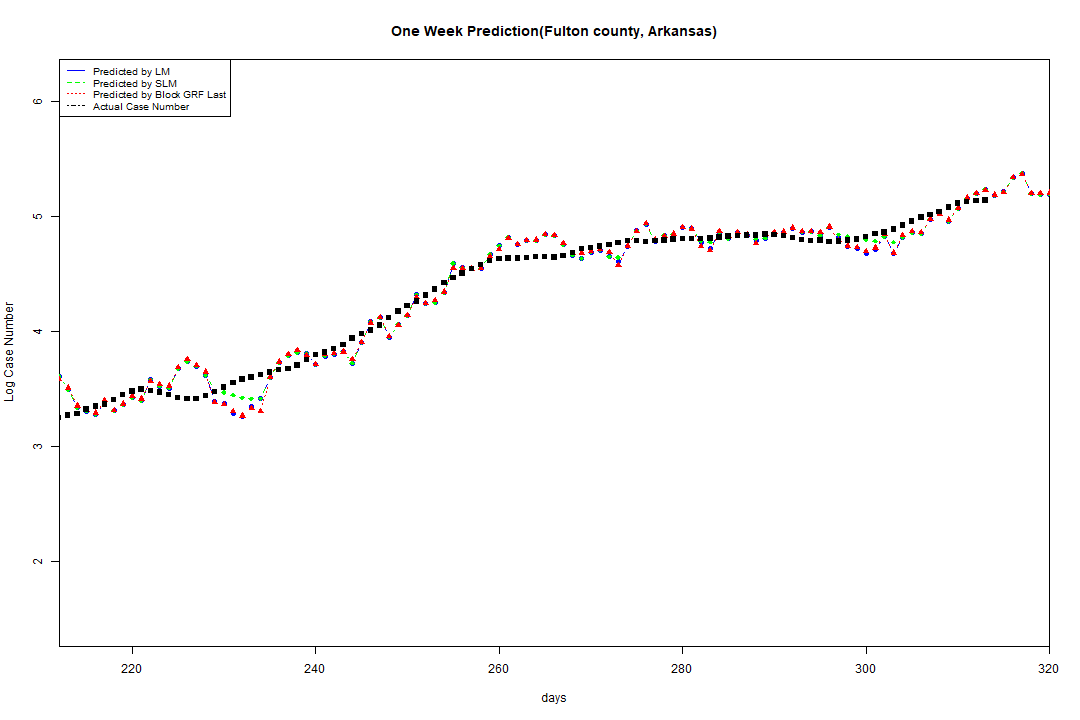 One Week Prediction(Fulton county, Arkansas)
Predicted by LM
Predicted by SLM
Predicted by Block GRF Last
Actual Case Number
6
5
4
3
2
Log Case Number
220 240 260 280 300 320
days